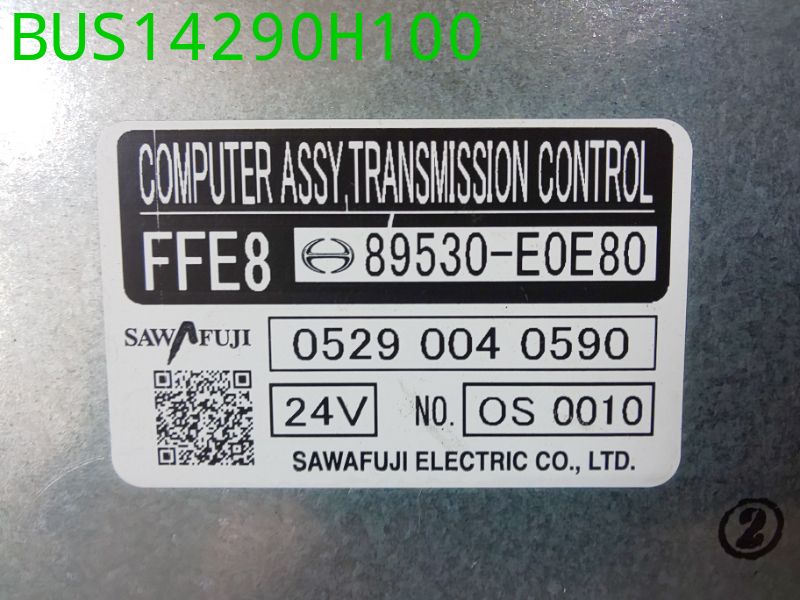 BUS14290H100
COMPUTER ASSY,TRANSMISSION CONTROL
FFE8 89530-E0E80
SAWAFUJI 0529 004 0590
24V NO. OS 0010
SAWAFUJI ELECTRIC CO., LTD.
2